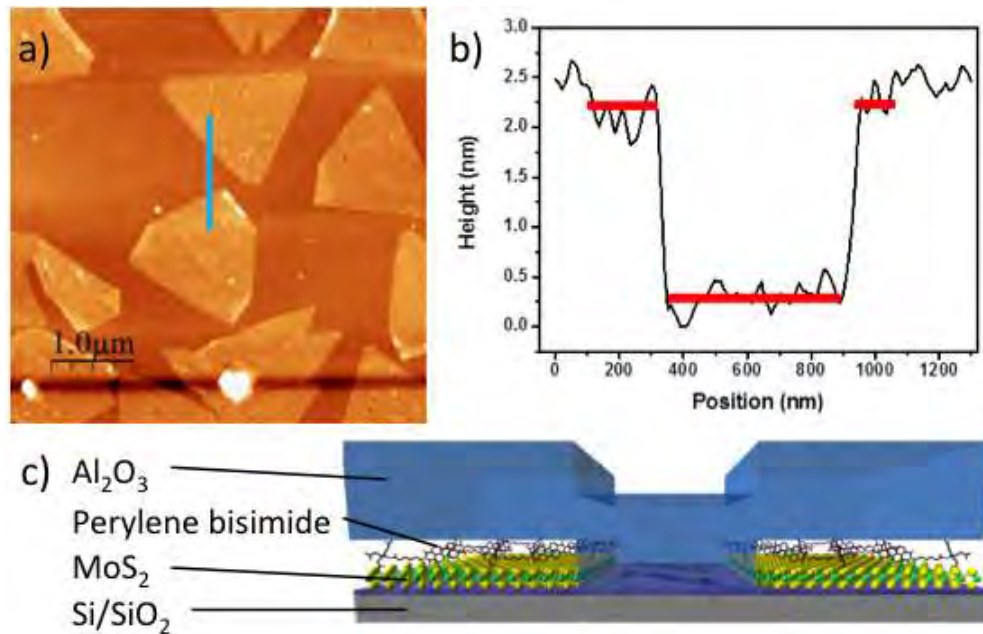 a)
1.0μm
b)
3.0
2.5
2.0
1.5
1.0
0.5
0.0
Height (nm)
0 200 400 600 800 1000 1200
Position (nm)
c)
Al₂O₃
Perylene bisimide
MoS₂
Si/SiO₂